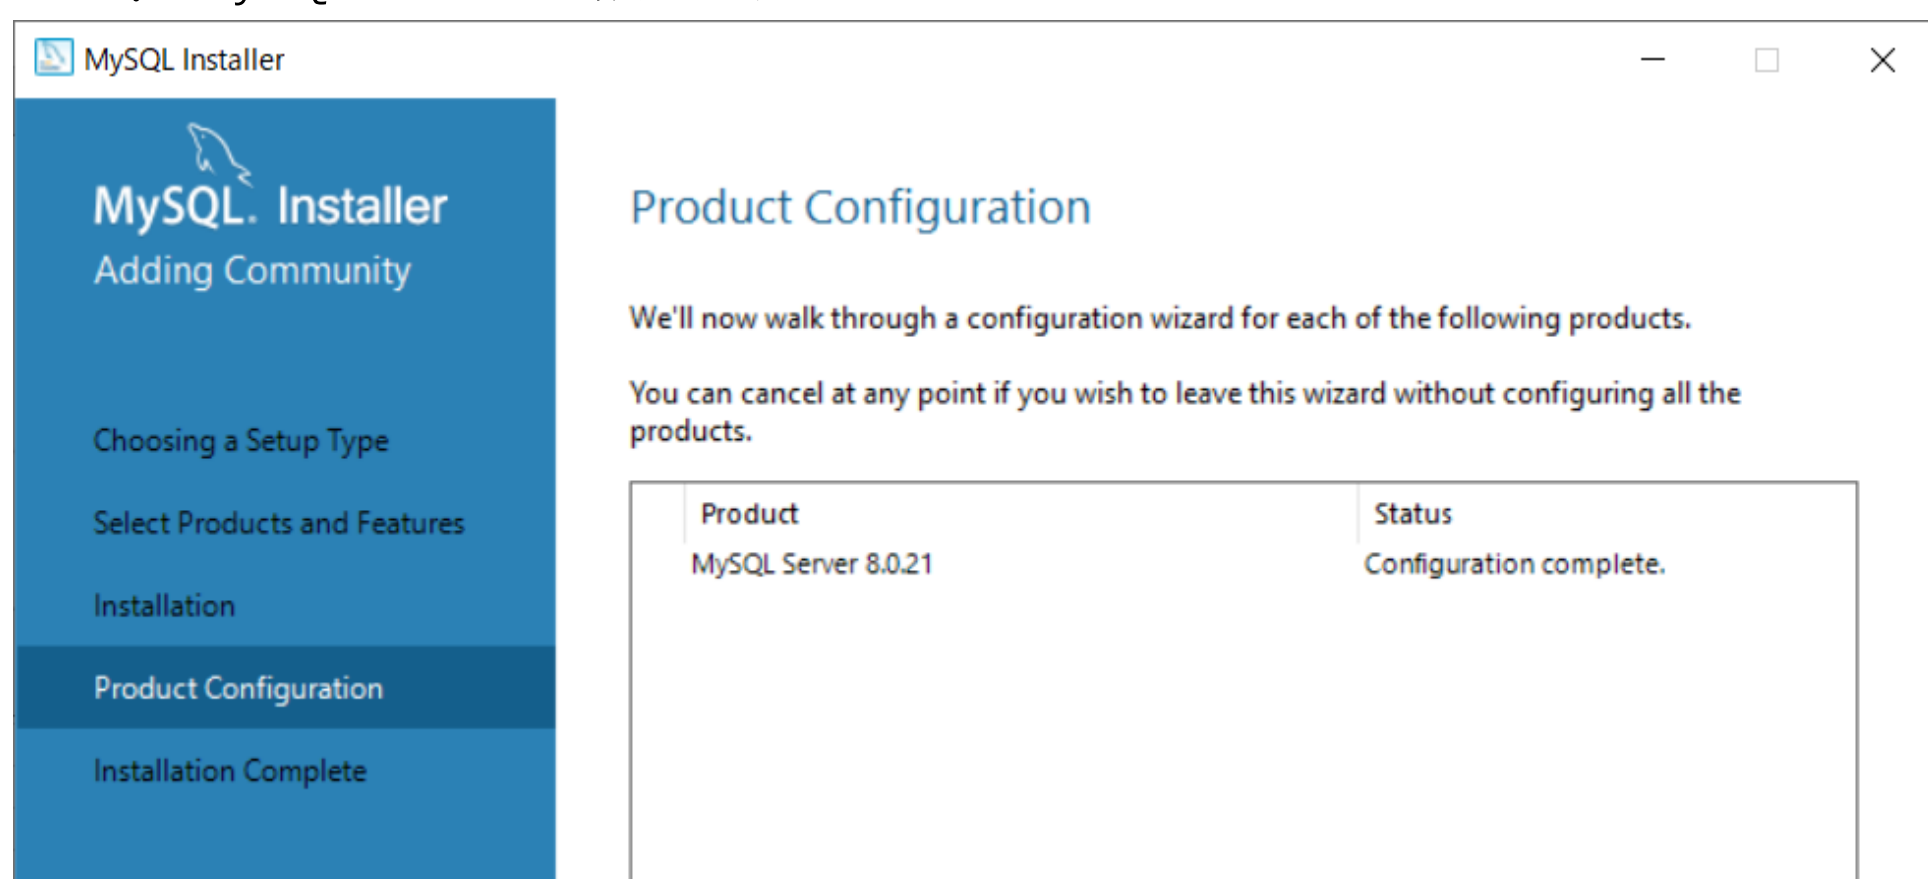 MySQL Installer
MySQL. Installer
Adding Community
Choosing a Setup Type
Select Products and Features
Installation
Product Configuration
Installation Complete
Product Configuration
We'll now walk through a configuration wizard for each of the following products.
You can cancel at any point if you wish to leave this wizard without configuring all the
products.
Product Status
MySQL Server 8.0.21 Configuration complete.